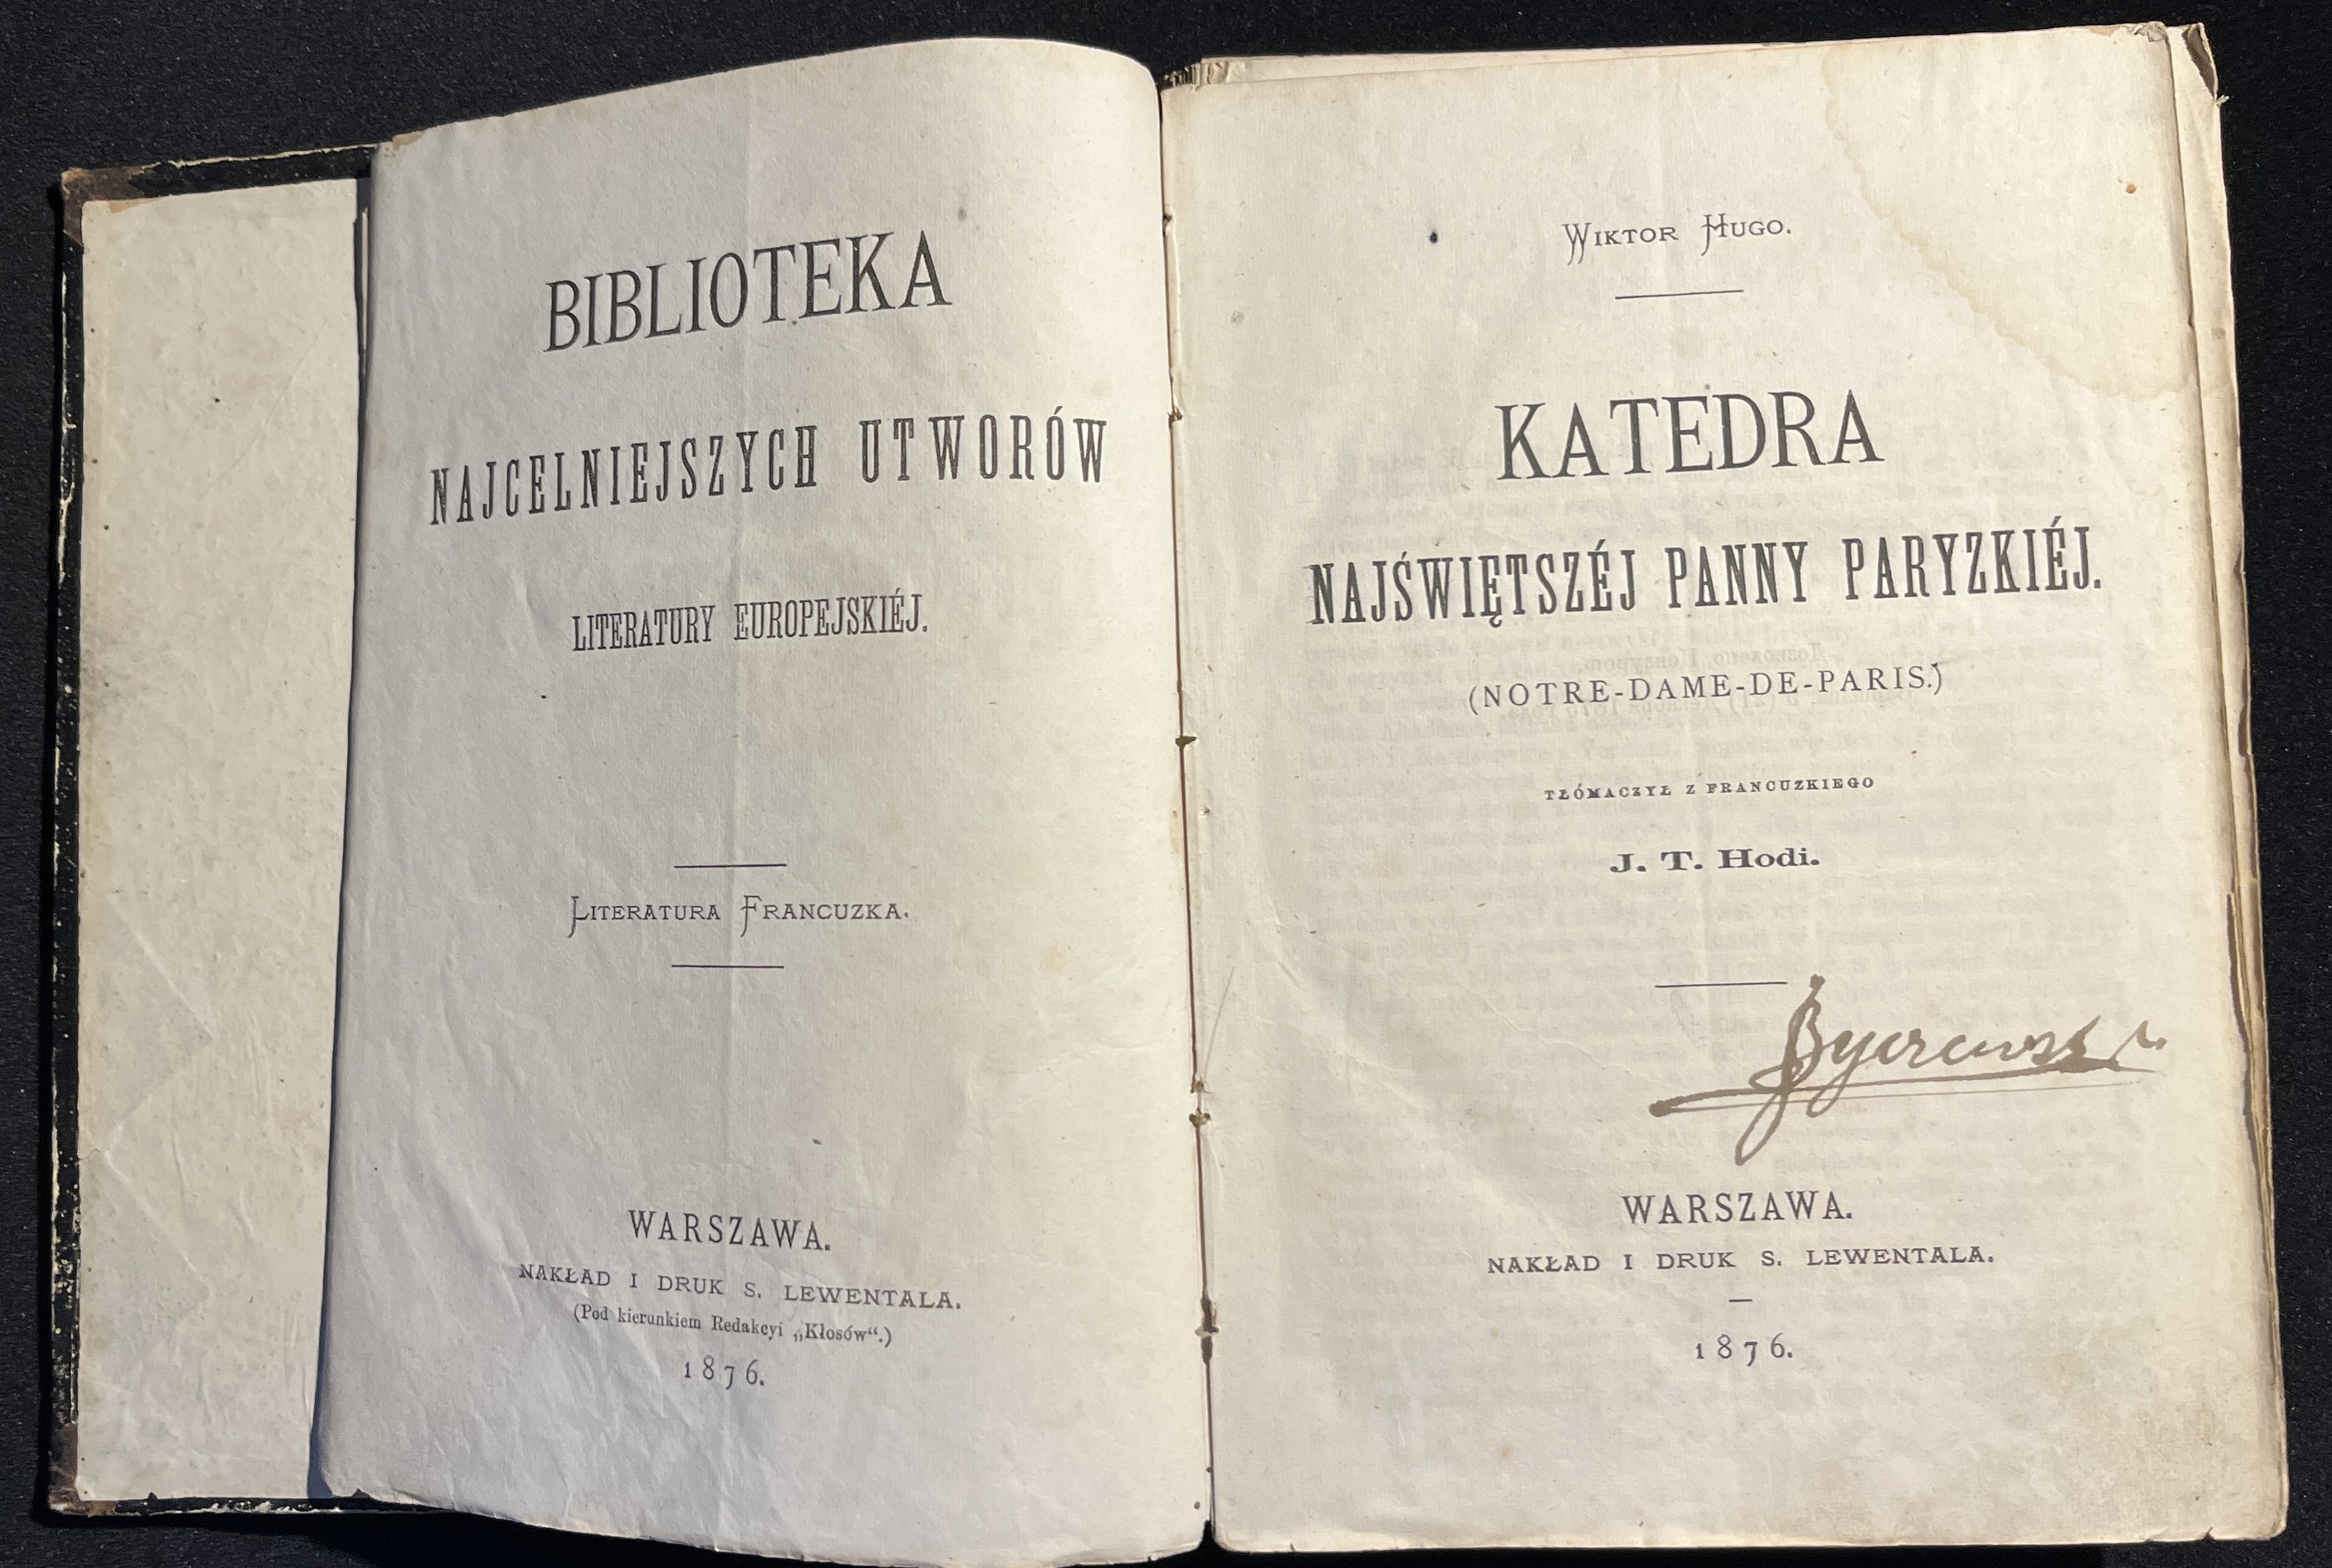 BIBLIOTEKA
NAJCELNIEJSZYCH UTWORÓW
LITERATURY EUROPEJSKIÉJ.
LITERATURA FRANCUZKA.
WARSZAWA.
NAKŁAD I DRUK S. LEWENTALA.
(Pod kierunkiem Redakcyi „Kłosów“.)
1876.
WIKTOR HUGO.
KATEDRA
NAJŚWIĘTSZÉJ PANNY PARYZKIÉJ.
(NOTRE-DAME-DE-PARIS.)
TŁÓMACZYŁ Z FRANCUZKIEGO
J. T. Hodi.
WARSZAWA.
NAKŁAD I DRUK S. LEWENTALA.
1876.